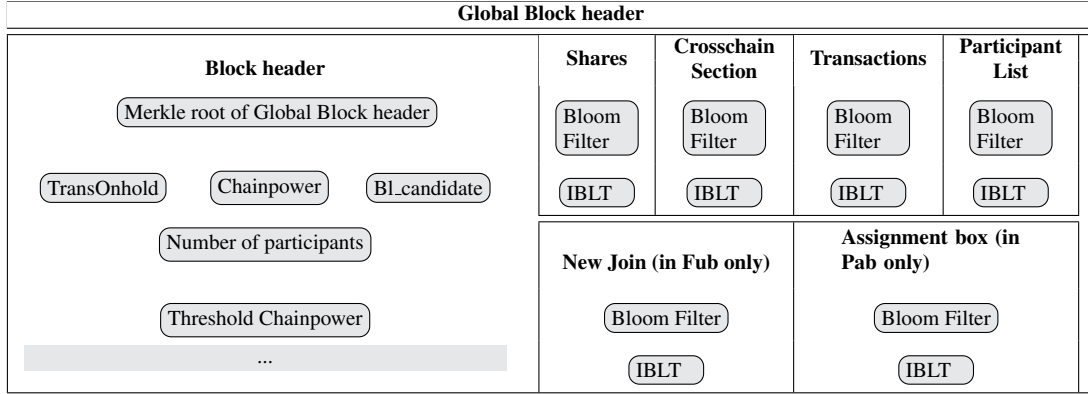 Global Block header
Block header
Merkle root of Global Block header
TransOnhold Chainpower Bl_candidate
Number of participants
Threshold Chainpower
...
Shares
Bloom
Filter
IBLT
Crosschain
Section
Bloom
Filter
IBLT
Transactions
Bloom
Filter
IBLT
Participant
List
Bloom
Filter
IBLT
New Join (in Fub only)
Bloom Filter
IBLT
Assignment box (in
Pab only)
Bloom Filter
IBLT